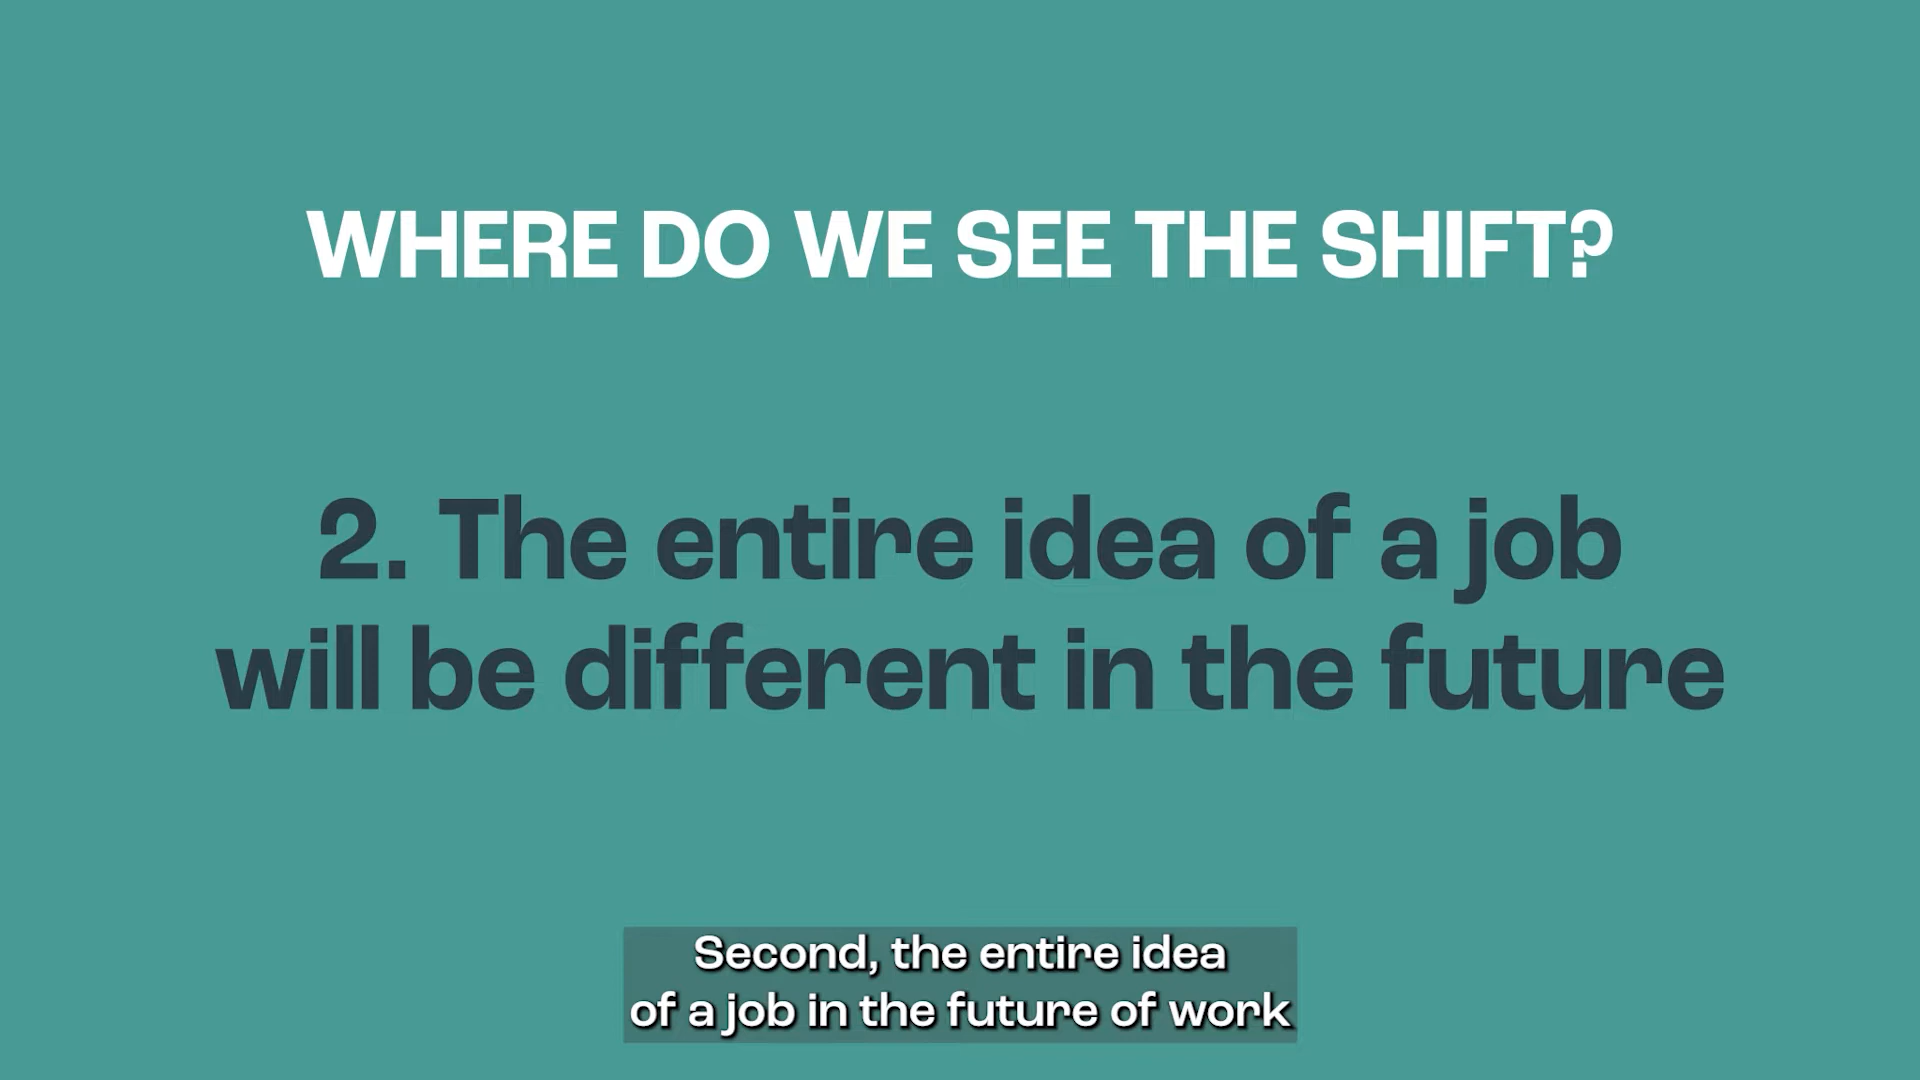 WHERE DO WE SEE THE SHIFT?
2. The entire idea of a job
will be different in the future
Second, the entire idea
of a job in the future of work